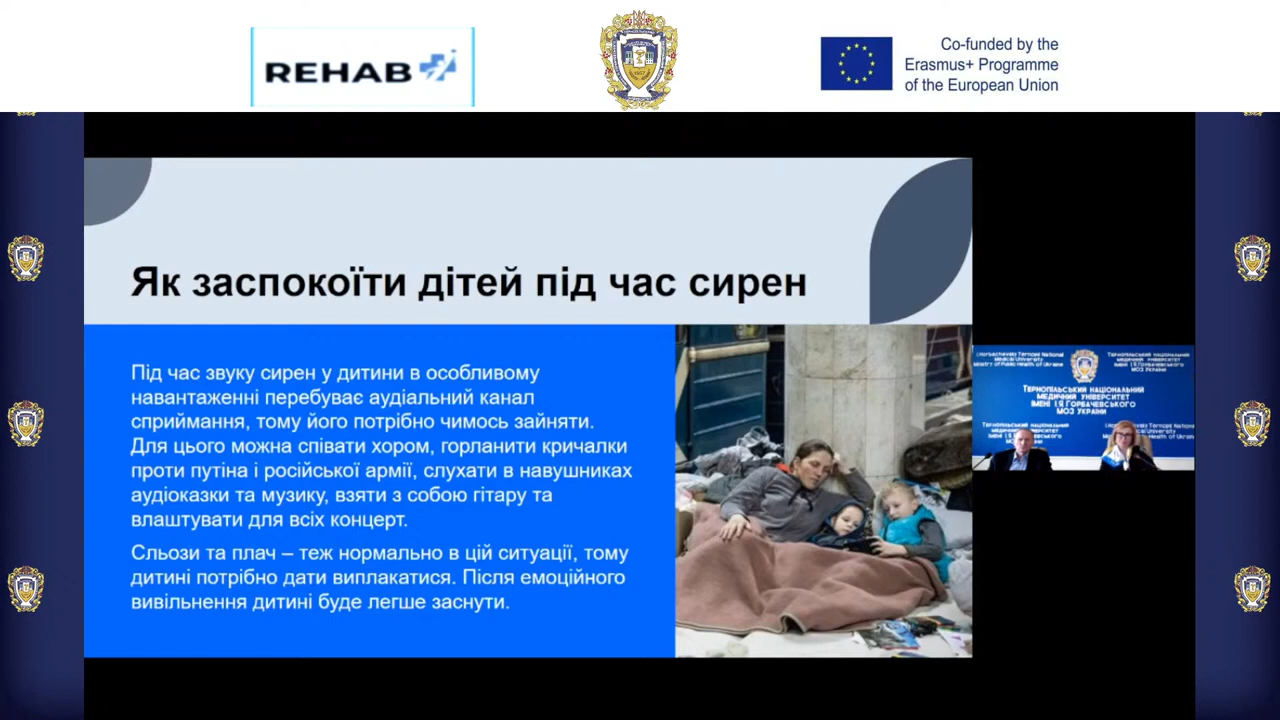 REHAB
Co-funded by the
Erasmus+ Programme
of the European Union
Як заспокоїти дітей під час сирен
Під час звуку сирен у дитини в особливому
навантаженні перебуває аудіальний канал
сприймання, тому його потрібно чимось зайняти.
Для цього можна співати хором, горланити кричалки
проти путіна і російської армії, слухати в навушниках
аудіоказки та музику, взяти з собою гітару та
влаштувати для всіх концерт.
Сльози та плач – теж нормально в цій ситуації, тому
дитині потрібно дати виплакатися. Після емоційного
вивільнення дитині буде легше заснути.
Тернопільський національний
медичний університет
імені І.Я. Горбачевського
МОЗ України